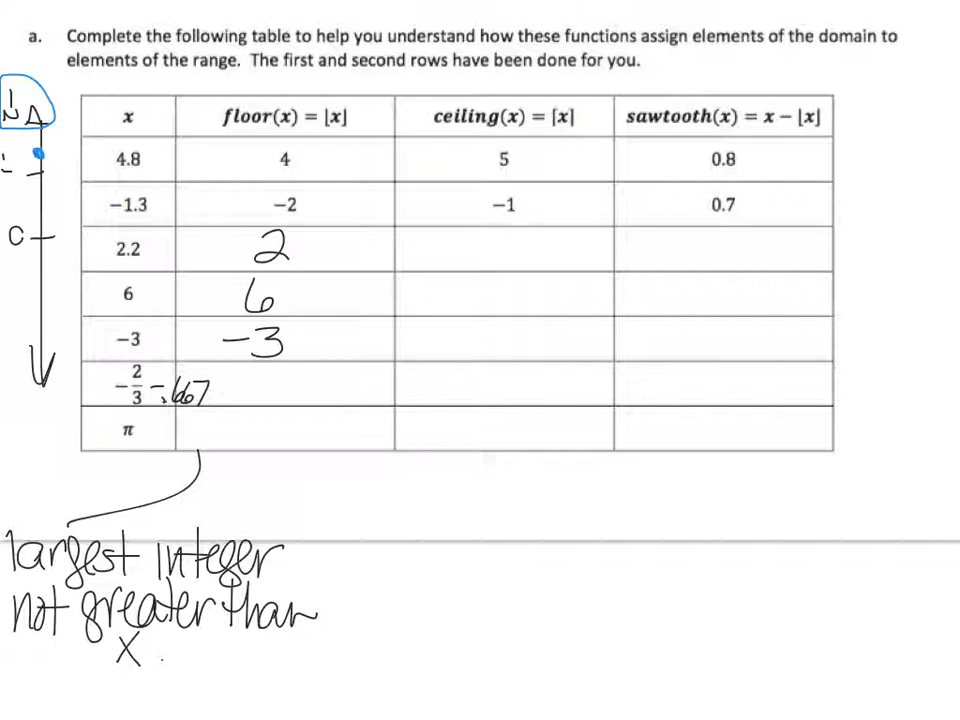 a. Complete the following table to help you understand how these functions assign elements of the domain to
elements of the range. The first and second rows have been done for you.
x floor(x) = ⌊x⌋ ceiling(x) = ⌈x⌉ sawtooth(x) = x − ⌊x⌋
4.8 4 5 0.8
−1.3 −2 −1 0.7
0
2.2 2
6 6
−3 −3
−2/3 -.667
π
largest integer
not greater than
x